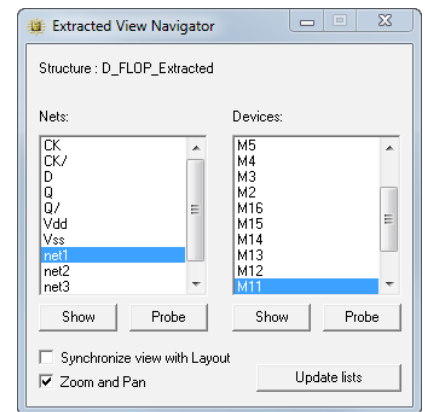 Extracted View Navigator
Structure : D_FLOP_Extracted
Nets:
CK
CK/
D
Q
Q/
Vdd
Vss
net1
net2
net3
Show
Probe
Devices:
M5
M4
M3
M2
M16
M15
M14
M13
M12
M11
Show
Probe
Synchronize view with Layout
Zoom and Pan
Update lists